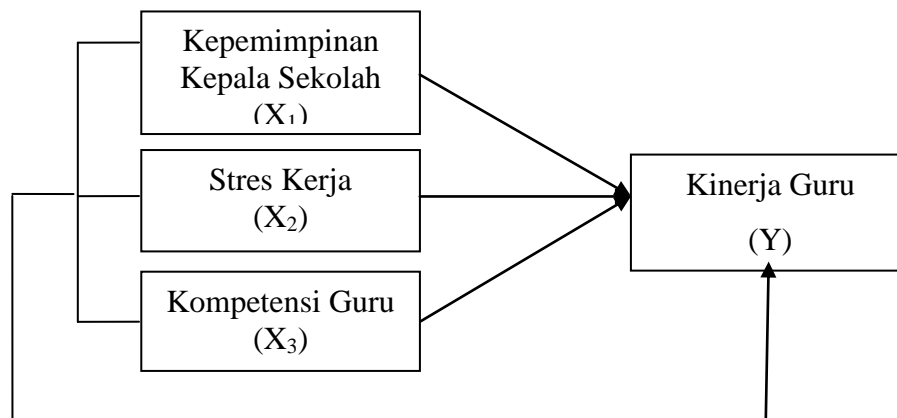 Kepemimpinan
Kepala Sekolah
(X₁)
Stres Kerja
(X₂)
Kinerja Guru
(Y)
Kompetensi Guru
(X₃)